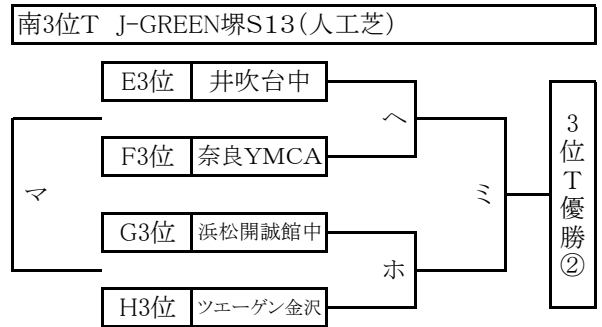 南3位T J-GREEN堺S13(人工芝)
E3位 井吹台中
ヘ
F3位 奈良YMCA
マ
ミ
3位T優勝②
G3位 浜松開誠館中
ホ
H3位 ツエーゲン金沢